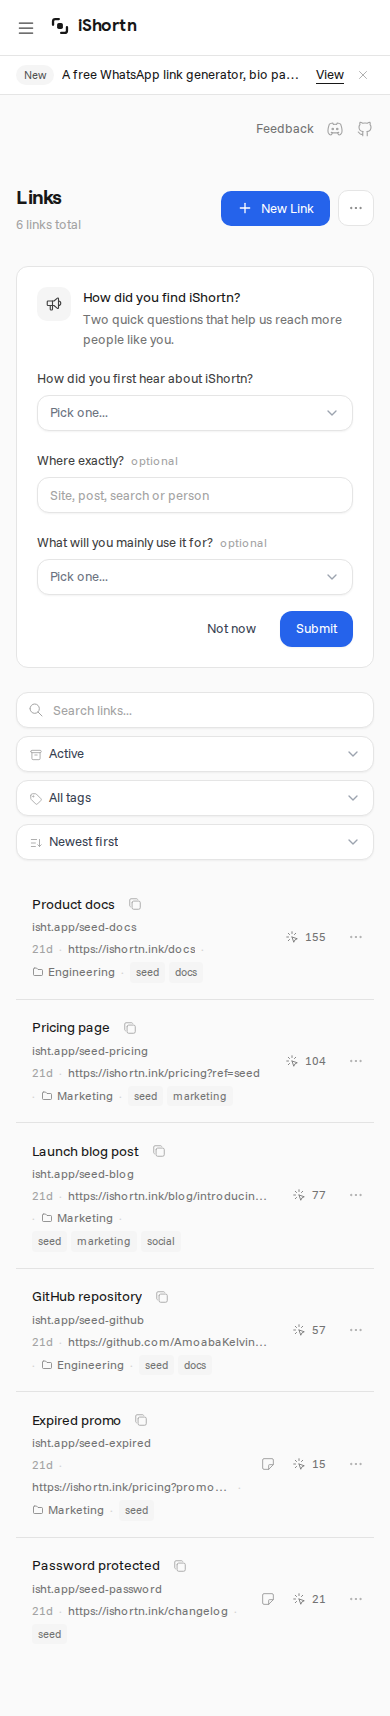 iShortn
New A free WhatsApp link generator, bio pa... View
Feedback
Links
6 links total
New Link
How did you find iShortn?
Two quick questions that help us reach more
people like you.
How did you first hear about iShortn?
Pick one...
Where exactly? optional
Site, post, search or person
What will you mainly use it for? optional
Pick one...
Not now Submit
Search links...
Active
All tags
Newest first
Product docs
isht.app/seed-docs
21d · https://ishortn.ink/docs ·
Engineering · seed docs
155
Pricing page
isht.app/seed-pricing
21d · https://ishortn.ink/pricing?ref=seed
· Marketing · seed marketing
104
Launch blog post
isht.app/seed-blog
21d · https://ishortn.ink/blog/introducin...
· Marketing ·
seed marketing social
77
GitHub repository
isht.app/seed-github
21d · https://github.com/AmoabaKelvin...
· Engineering · seed docs
57
Expired promo
isht.app/seed-expired
21d ·
https://ishortn.ink/pricing?promo... ·
Marketing · seed
15
Password protected
isht.app/seed-password
21d · https://ishortn.ink/changelog ·
seed
21